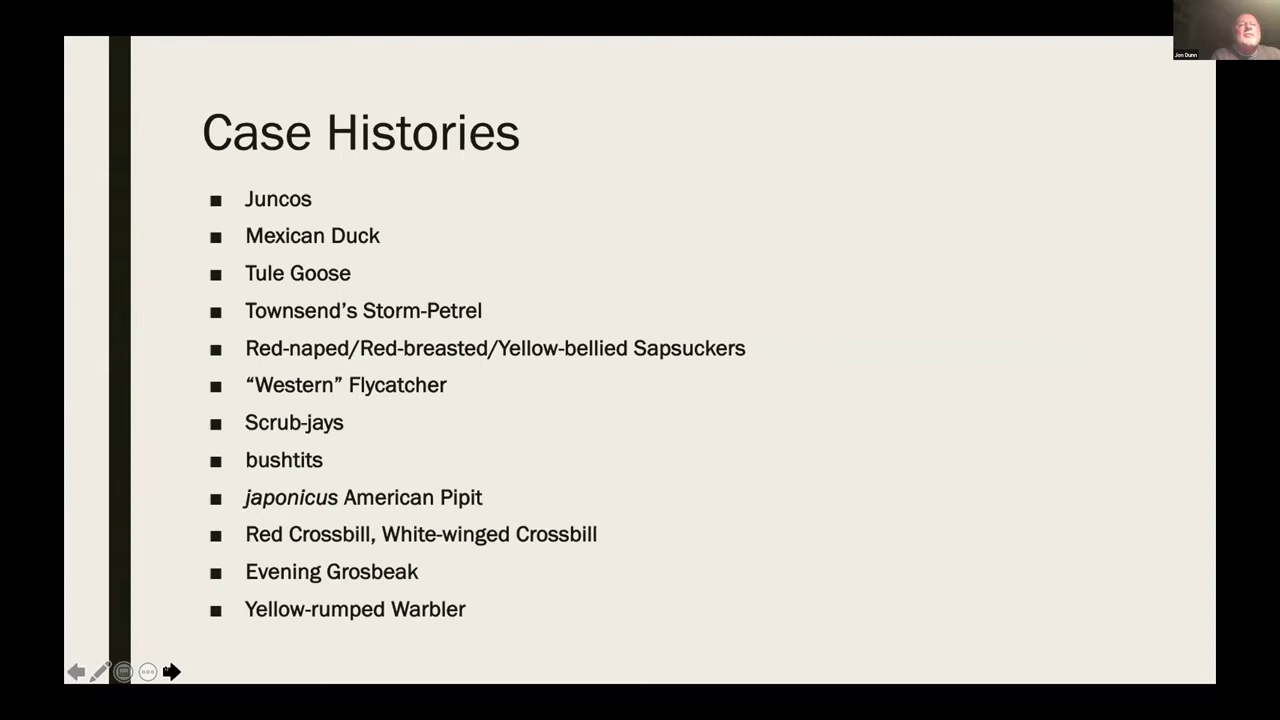 Jon Dunn
Case Histories
Juncos
Mexican Duck
Tule Goose
Townsend’s Storm-Petrel
Red-naped/Red-breasted/Yellow-bellied Sapsuckers
“Western” Flycatcher
Scrub-jays
bushtits
japonicus American Pipit
Red Crossbill, White-winged Crossbill
Evening Grosbeak
Yellow-rumped Warbler